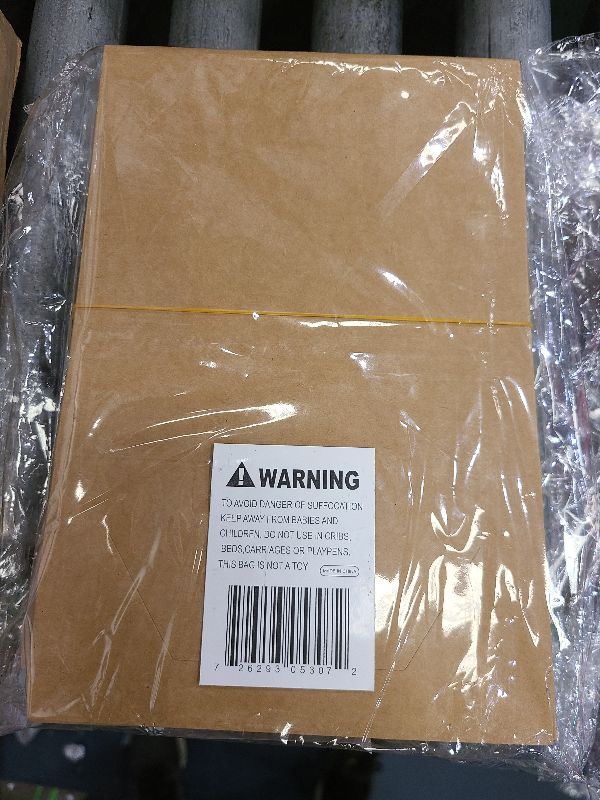 WARNING
TO AVOID DANGER OF SUFFOCATION
KEEP AWAY FROM BABIES AND
CHILDREN. DO NOT USE IN CRIBS,
BEDS,CARRIAGES OR PLAYPENS.
THIS BAG IS NOT A TOY MADE IN CHINA
7 26293 05307 2